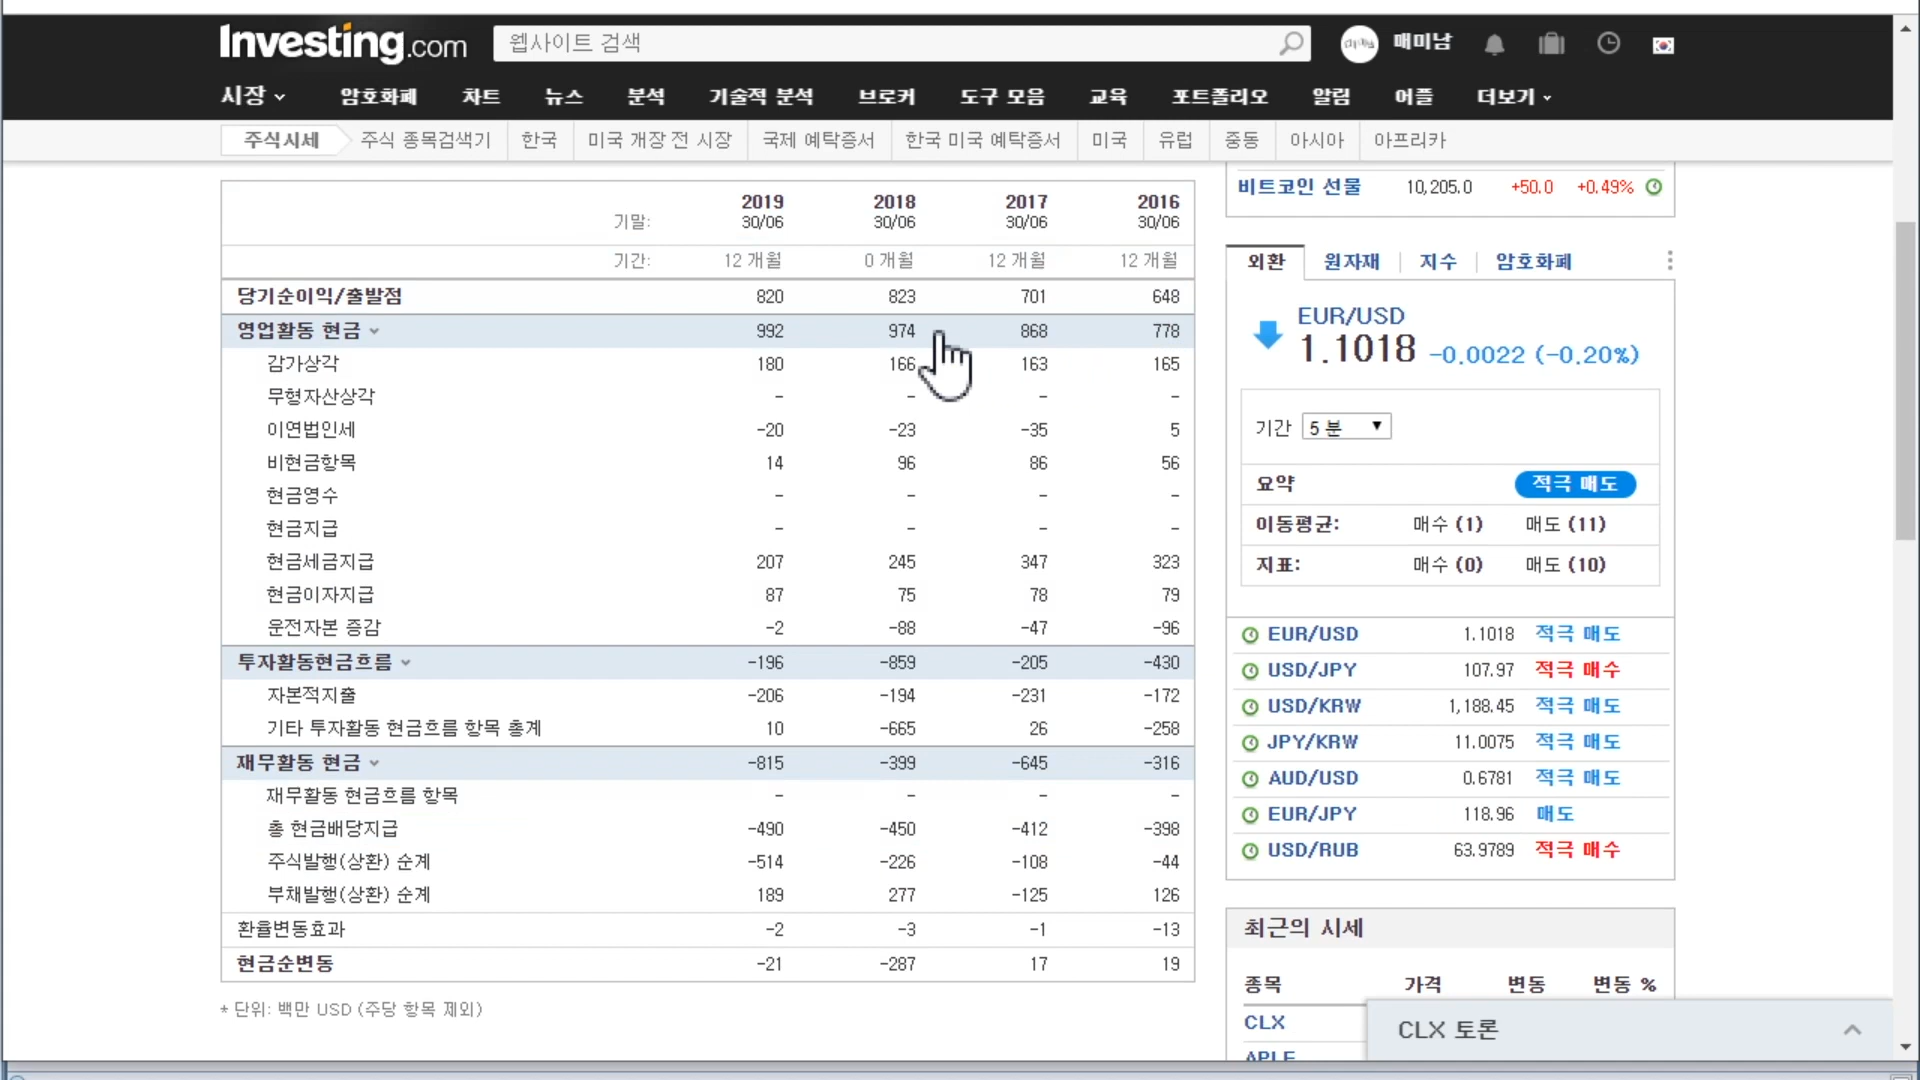 Investing.com
웹사이트 검색
매미남
시장 암호화폐 차트 뉴스 분석 기술적 분석 브로커 도구 모음 교육 포트폴리오 알림 어플 더보기
주식시세 주식 종목검색기 한국 미국 개장 전 시장 국제 예탁증서 한국 미국 예탁증서 미국 유럽 중동 아시아 아프리카
기말: 2019 30/06 2018 30/06 2017 30/06 2016 30/06
기간: 12 개월 0 개월 12 개월 12 개월
당기순이익/출발점 820 823 701 648
영업활동 현금 992 974 868 778
감가상각 180 166 163 165
무형자산상각 - - - -
이연법인세 -20 -23 -35 5
비현금항목 14 96 86 56
현금영수 - - - -
현금지급 - - - -
현금세금지급 207 245 347 323
현금이자지급 87 75 78 79
운전자본 증감 -2 -88 -47 -96
투자활동현금흐름 -196 -859 -205 -430
자본적지출 -206 -194 -231 -172
기타 투자활동 현금흐름 항목 총계 10 -665 26 -258
재무활동 현금 -815 -399 -645 -316
재무활동 현금흐름 항목 - - - -
총 현금배당지급 -490 -450 -412 -398
주식발행(상환) 순계 -514 -226 -108 -44
부채발행(상환) 순계 189 277 -125 126
환율변동효과 -2 -3 -1 -13
현금순변동 -21 -287 17 19
* 단위: 백만 USD (주당 항목 제외)
비트코인 선물 10,205.0 +50.0 +0.49%
외환 원자재 지수 암호화폐
EUR/USD
1.1018 -0.0022 (-0.20%)
기간 5 분
요약 적극 매도
이동평균: 매수 (1) 매도 (11)
지표: 매수 (0) 매도 (10)
EUR/USD 1.1018 적극 매도
USD/JPY 107.97 적극 매수
USD/KRW 1,188.45 적극 매도
JPY/KRW 11.0075 적극 매도
AUD/USD 0.6781 적극 매도
EUR/JPY 118.96 매도
USD/RUB 63.9789 적극 매수
최근의 시세
종목 가격 변동 변동 %
CLX
CLX 토론